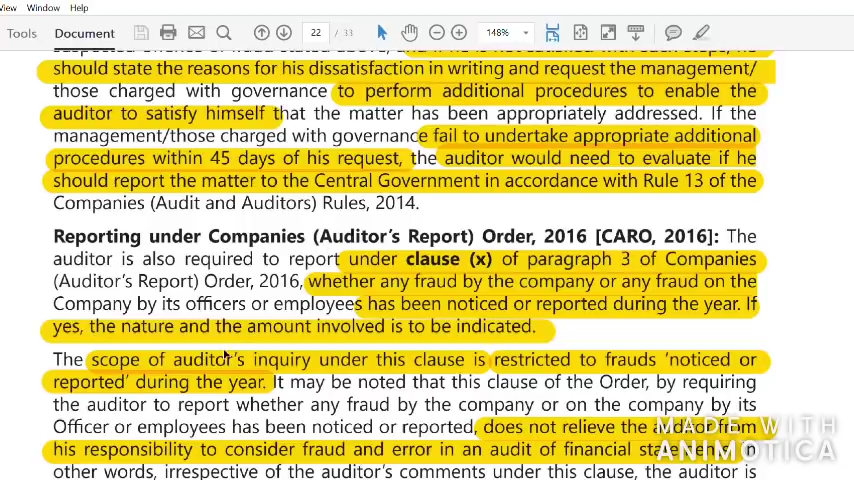 View Window Help
Tools Document 22 / 33 148%
should state the reasons for his dissatisfaction in writing and request the management/
those charged with governance to perform additional procedures to enable the
auditor to satisfy himself that the matter has been appropriately addressed. If the
management/those charged with governance fail to undertake appropriate additional
procedures within 45 days of his request, the auditor would need to evaluate if he
should report the matter to the Central Government in accordance with Rule 13 of the
Companies (Audit and Auditors) Rules, 2014.
Reporting under Companies (Auditor's Report) Order, 2016 [CARO, 2016]: The
auditor is also required to report under clause (x) of paragraph 3 of Companies
(Auditor's Report) Order, 2016, whether any fraud by the company or any fraud on the
Company by its officers or employees has been noticed or reported during the year. If
yes, the nature and the amount involved is to be indicated.
The scope of auditor's inquiry under this clause is restricted to frauds 'noticed or
reported' during the year. It may be noted that this clause of the Order, by requiring
the auditor to report whether any fraud by the company or on the company by its
Officer or employees has been noticed or reported, does not relieve the auditor from
his responsibility to consider fraud and error in an audit of financial statements. In
other words, irrespective of the auditor's comments under this clause, the auditor is
MADE WITH
ANIMOTICA